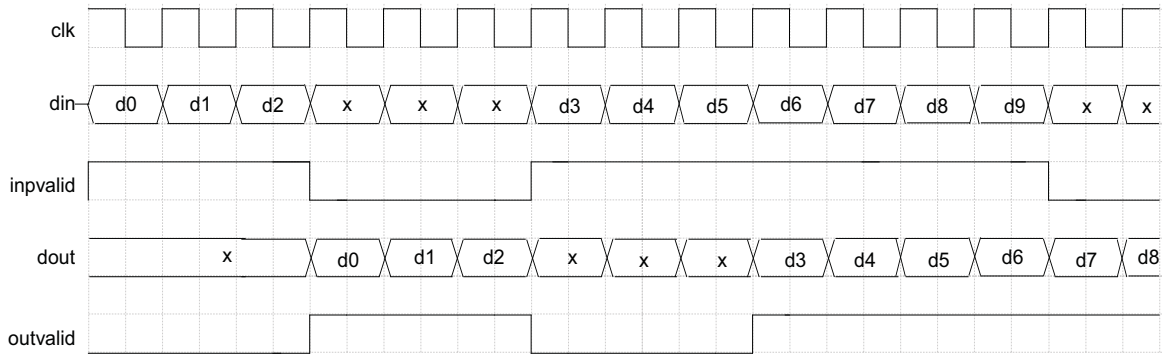 clk
din d0 d1 d2 x x x d3 d4 d5 d6 d7 d8 d9 x x
inpvalid
dout x d0 d1 d2 x x x d3 d4 d5 d6 d7 d8
outvalid